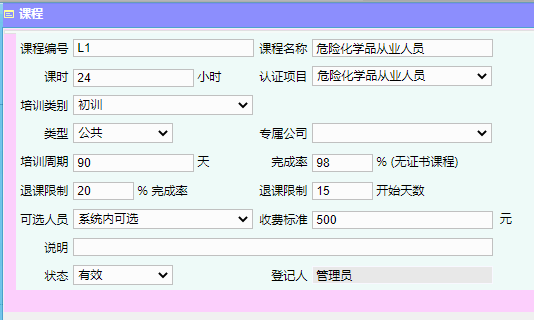 课程
课程编号 L1 课程名称 危险化学品从业人员
课时 24 小时 认证项目 危险化学品从业人员
培训类别 初训
类型 公共 专属公司
培训周期 90 天 完成率 98 % (无证书课程)
退课限制 20 % 完成率 退课限制 15 开始天数
可选人员 系统内可选 收费标准 500 元
说明
状态 有效 登记人 管理员